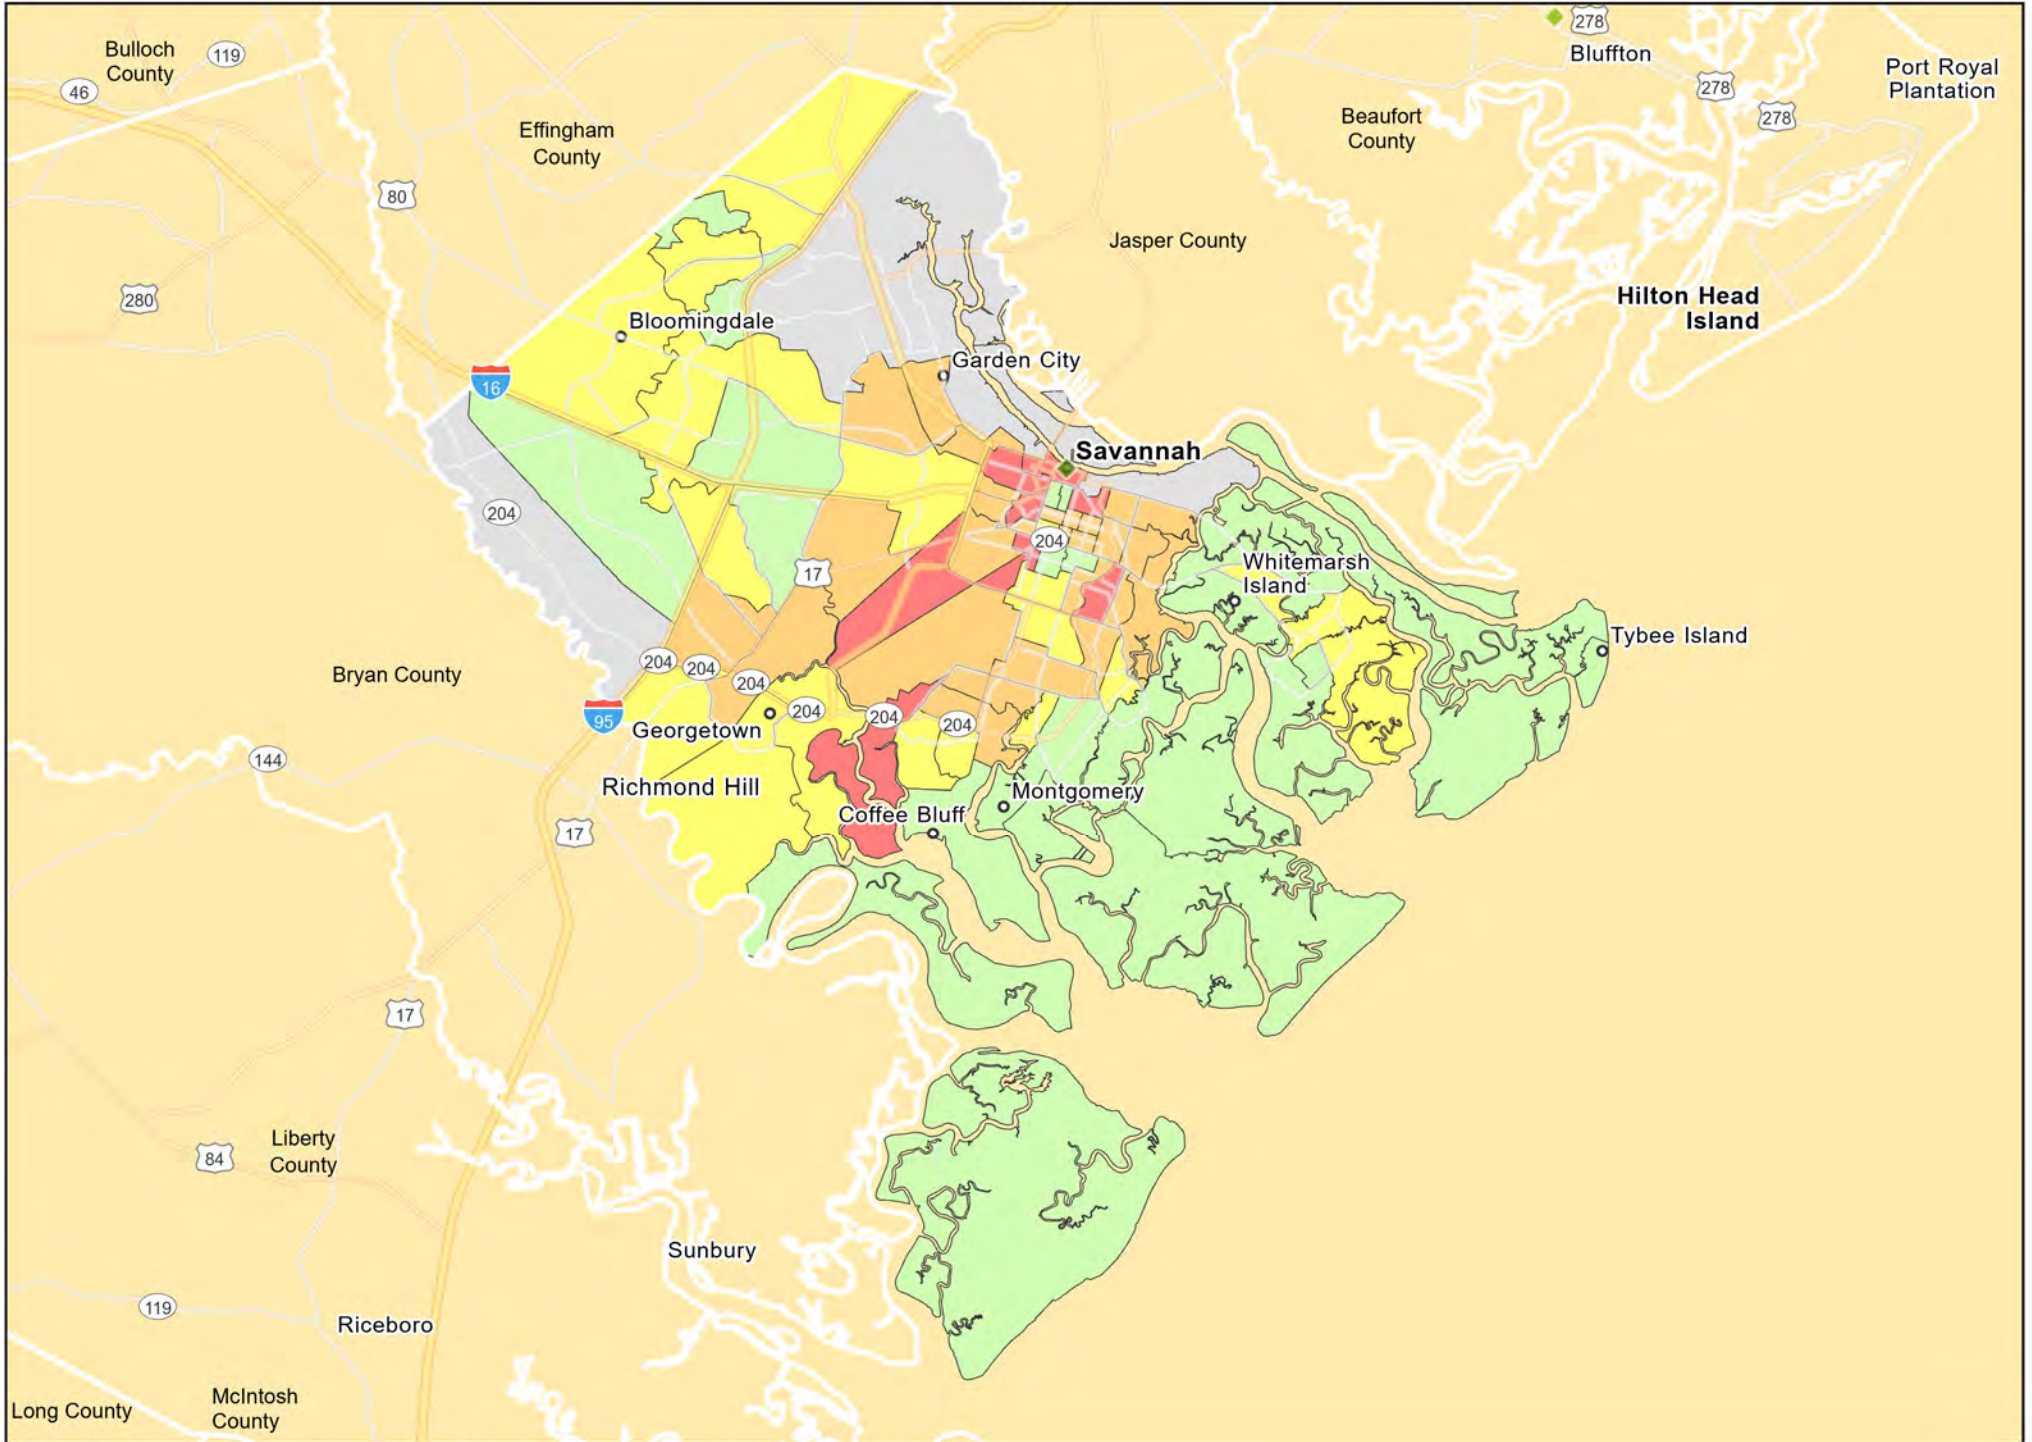 278
Bluffton
Bulloch
County
119
46
278
Port Royal
Plantation
278
Beaufort
County
Effingham
County
80
Jasper County
280
Hilton Head
Island
Bloomingdale
Garden City
16
Savannah
204
204
17
Whitemarsh
Island
Tybee Island
204
204
204
Bryan County
95
204
204
204
Georgetown
144
Richmond Hill
Montgomery
Coffee Bluff
17
17
Liberty
County
84
Sunbury
119
Riceboro
McIntosh
County
Long County